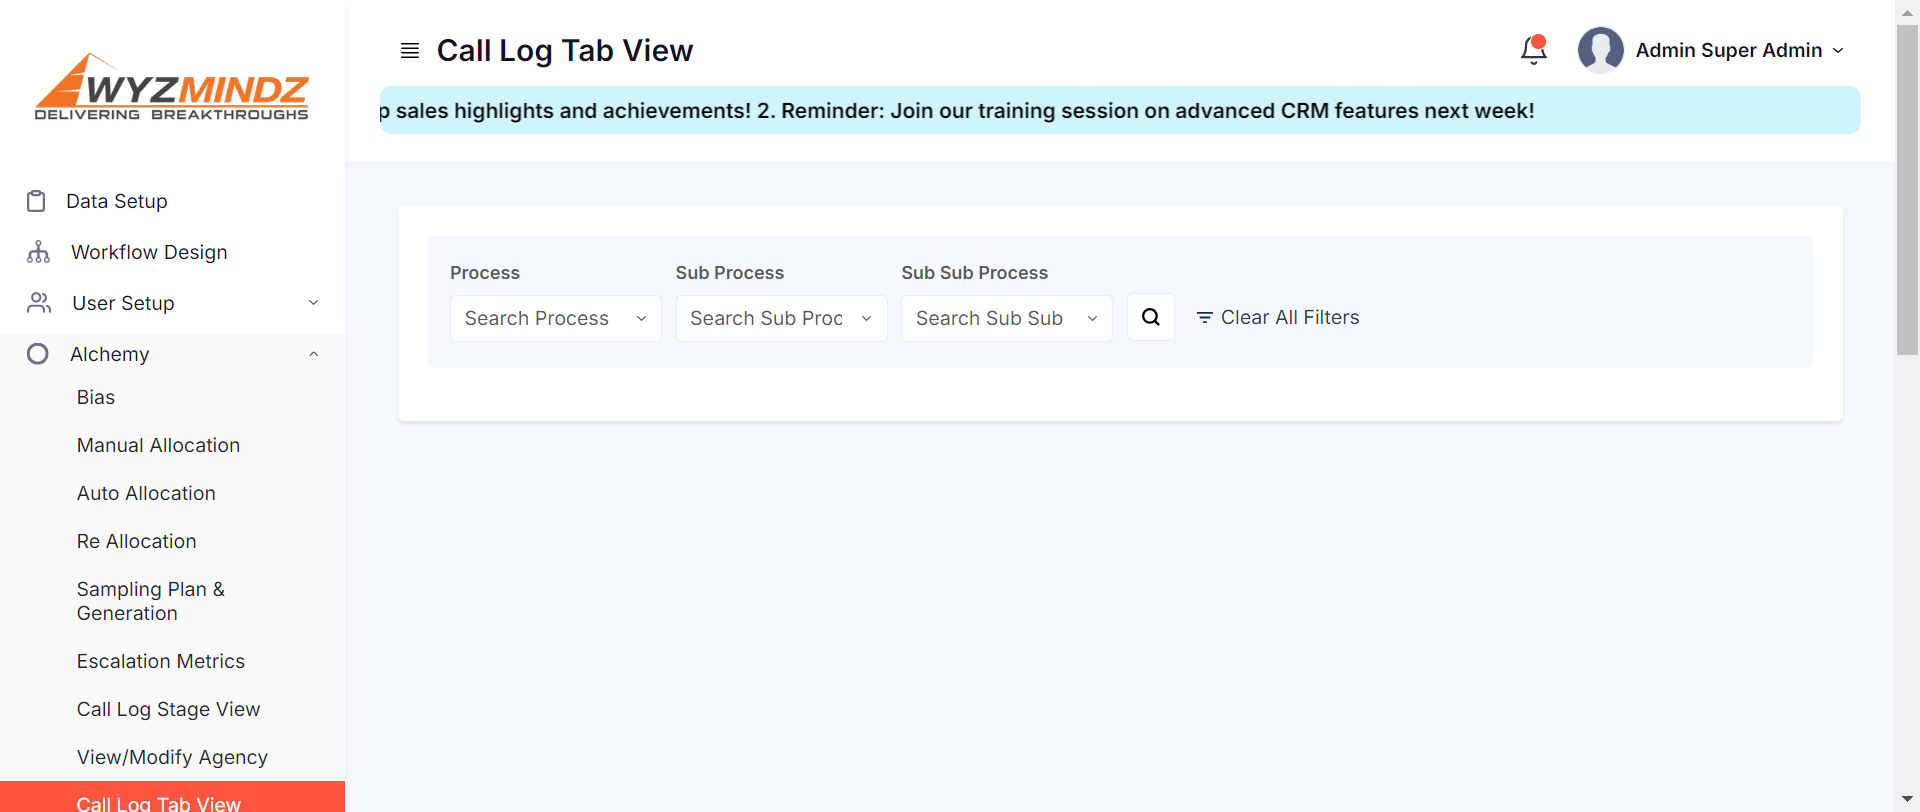 WYZMINDZ
DELIVERING BREAKTHROUGHS
Data Setup
Workflow Design
User Setup
Alchemy
Bias
Manual Allocation
Auto Allocation
Re Allocation
Sampling Plan &
Generation
Escalation Metrics
Call Log Stage View
View/Modify Agency
Call Log Tab View
Call Log Tab View
Admin Super Admin
p sales highlights and achievements! 2. Reminder: Join our training session on advanced CRM features next week!
Process
Sub Process
Sub Sub Process
Search Process
Search Sub Proc
Search Sub Sub
Clear All Filters